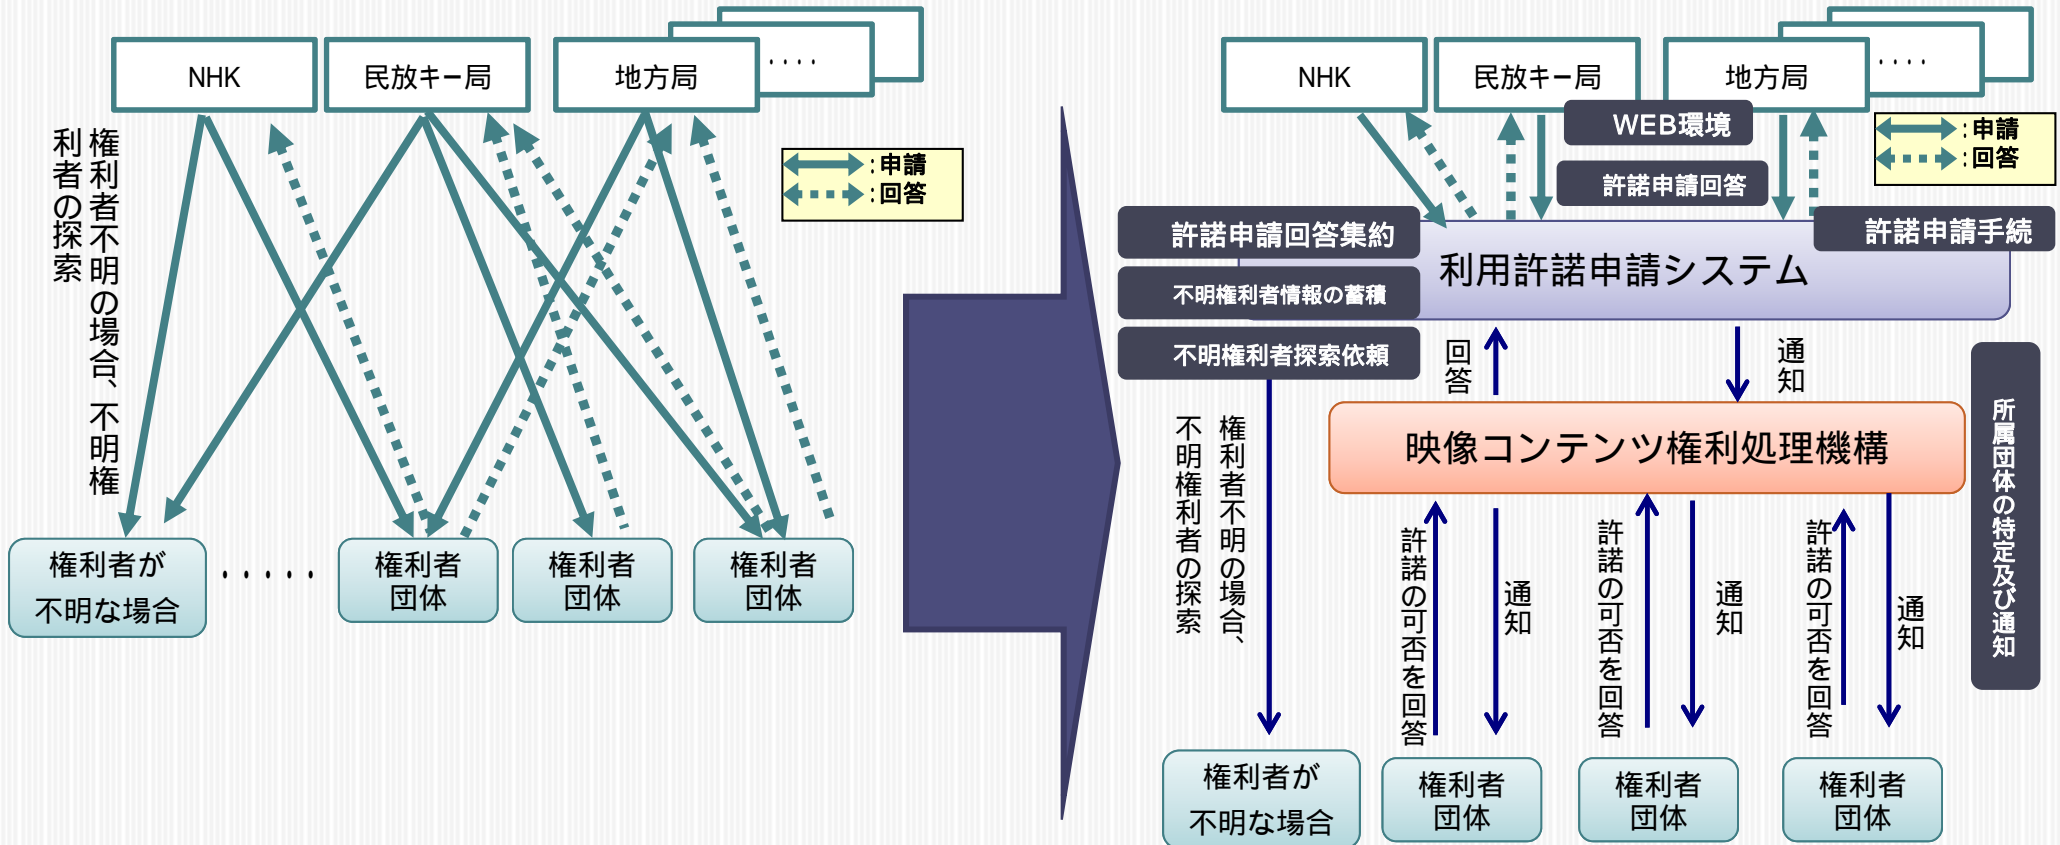 NHK
民放キー局
地方局
・・・・
権利者不明の場合、不明権
利者の探索
:申請
:回答
権利者が
不明な場合
・・・・・
権利者
団体
権利者
団体
権利者
団体
NHK
民放キー局
地方局
・・・・
WEB環境
:申請
:回答
許諾申請回答
許諾申請回答集約
許諾申請手続
利用許諾申請システム
不明権利者情報の蓄積
不明権利者探索依頼
回答
通知
映像コンテンツ権利処理機構
所属団体の特定及び通知
権利者不明の場合、
不明権利者の探索
許諾の可否を回答
通知
許諾の可否を回答
通知
許諾の可否を回答
通知
権利者が
不明な場合
権利者
団体
権利者
団体
権利者
団体